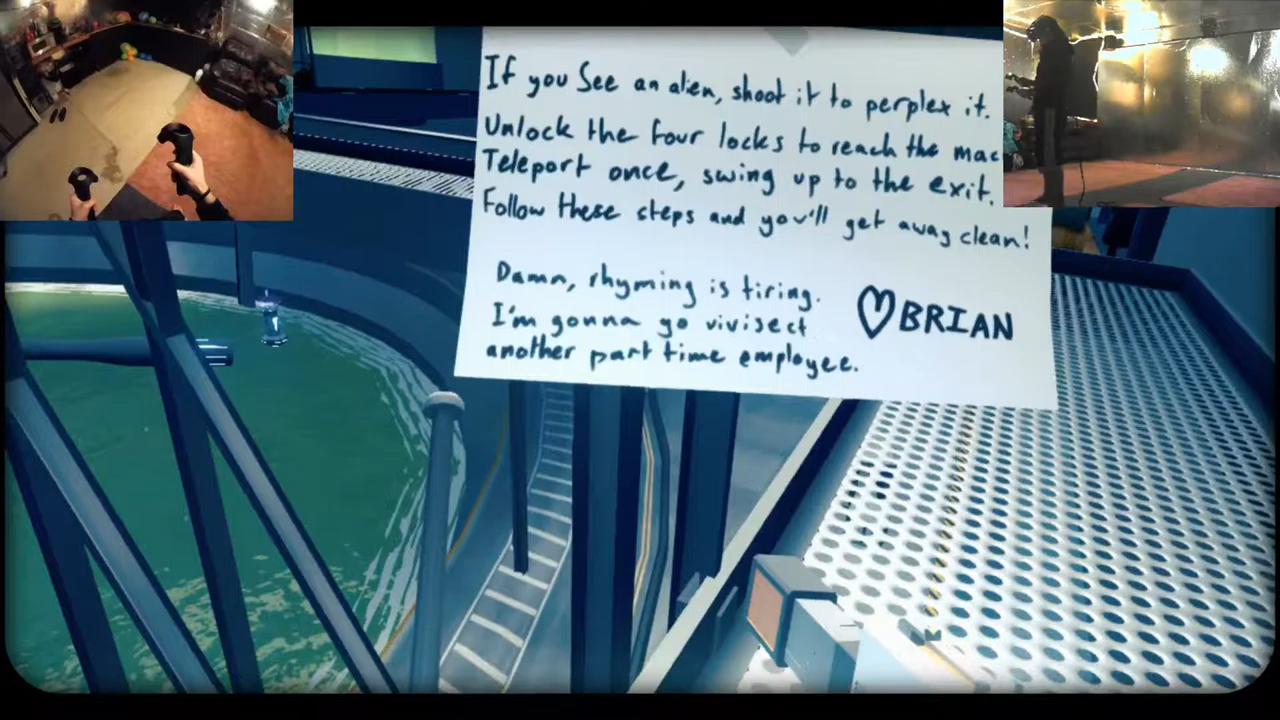 If you See an alien, shoot it to perplex it.
Unlock the four locks to reach the mac
Teleport once, swing up to the exit.
Follow these steps and you'll get away clean!
Damn, rhyming is tiring.
I'm gonna go vivisect
another part time employee.
♡BRIAN